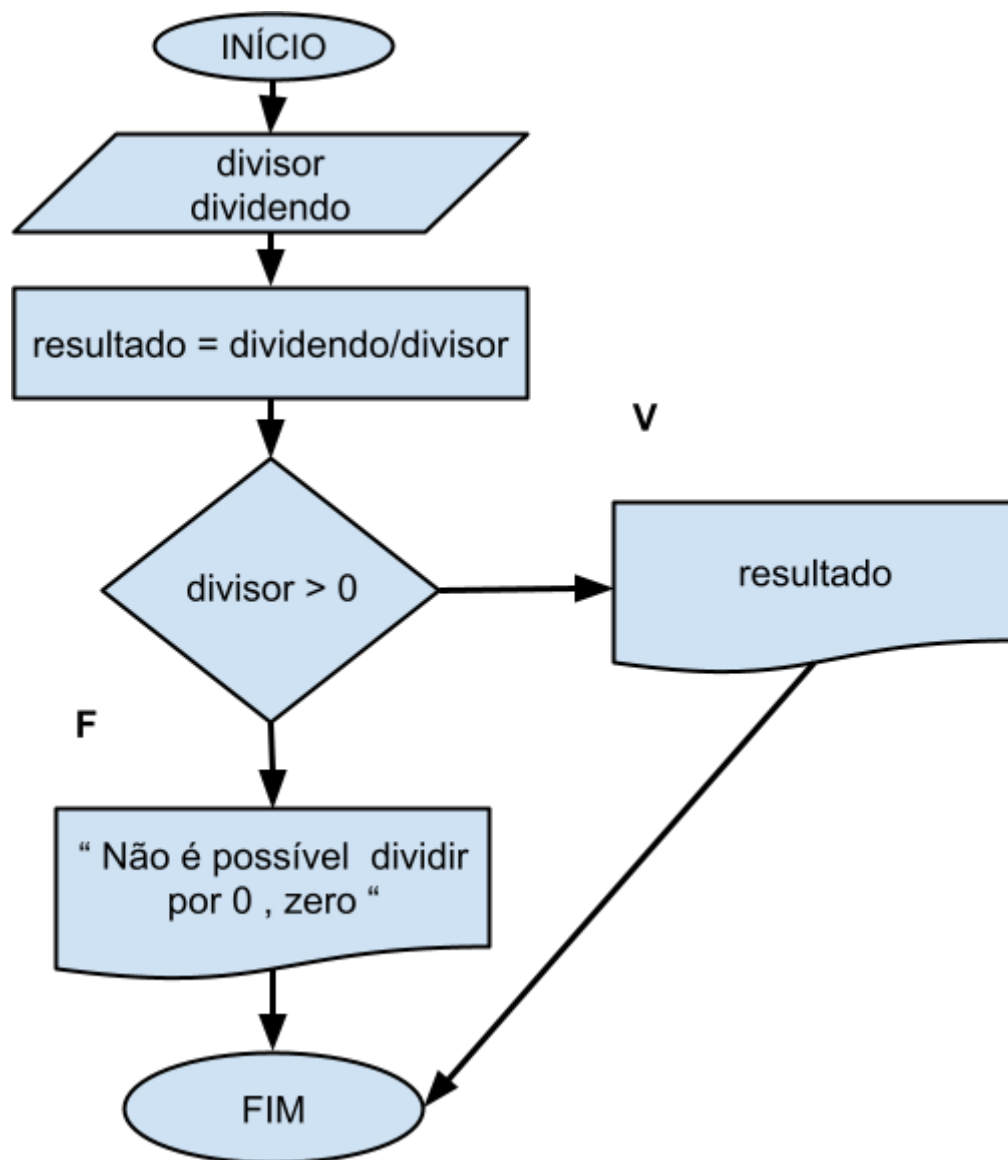 INÍCIO
divisor
dividendo
resultado = dividendo/divisor
V
divisor > 0
resultado
F
“ Não é possível  dividir
por 0 , zero “
FIM